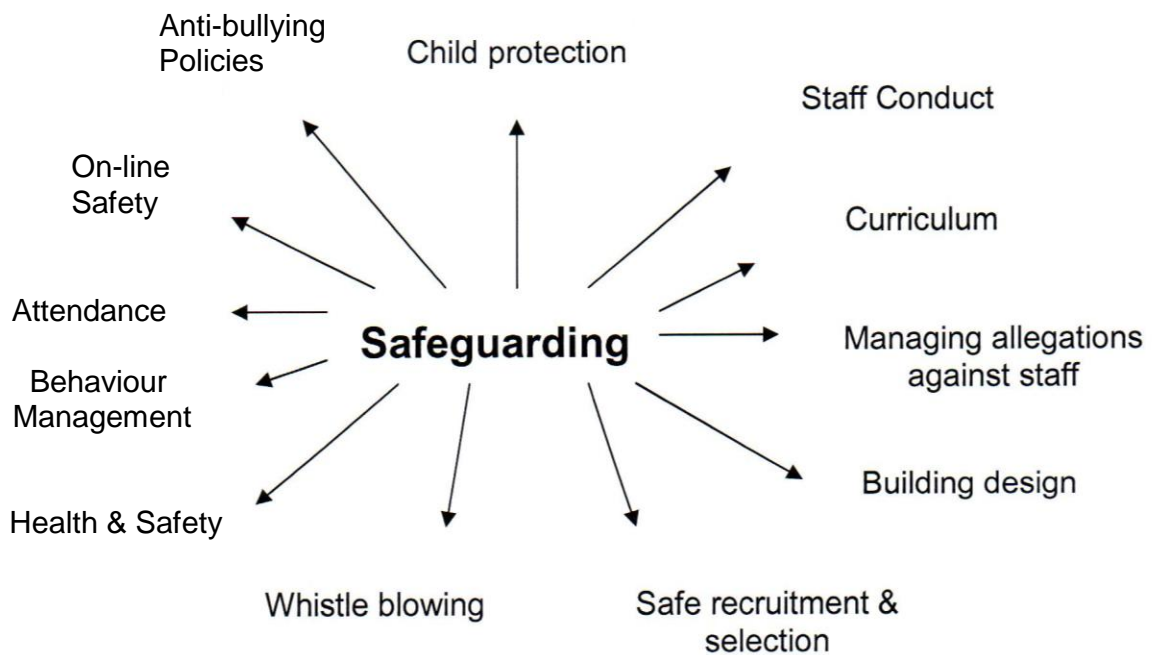 Anti-bullying
Policies
Child protection
Staff Conduct
On-line
Safety
Curriculum
Attendance
Safeguarding
Managing allegations
against staff
Behaviour
Management
Building design
Health & Safety
Whistle blowing
Safe recruitment &
selection